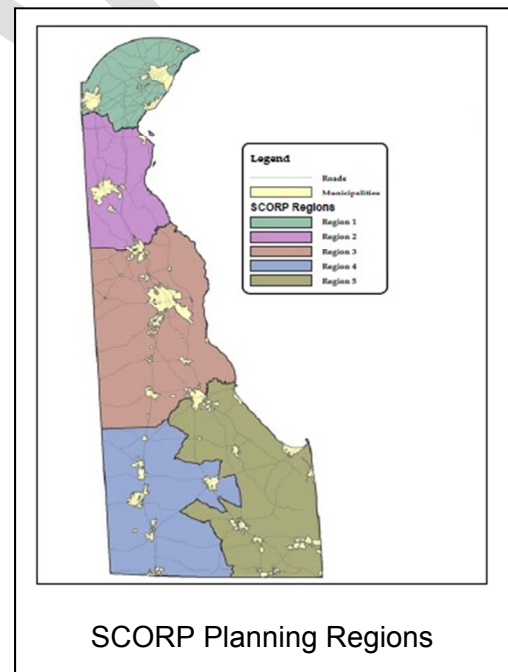 Legend
Roads
Municipalities
SCORP Regions
Region 1
Region 2
Region 3
Region 4
Region 5
SCORP Planning Regions